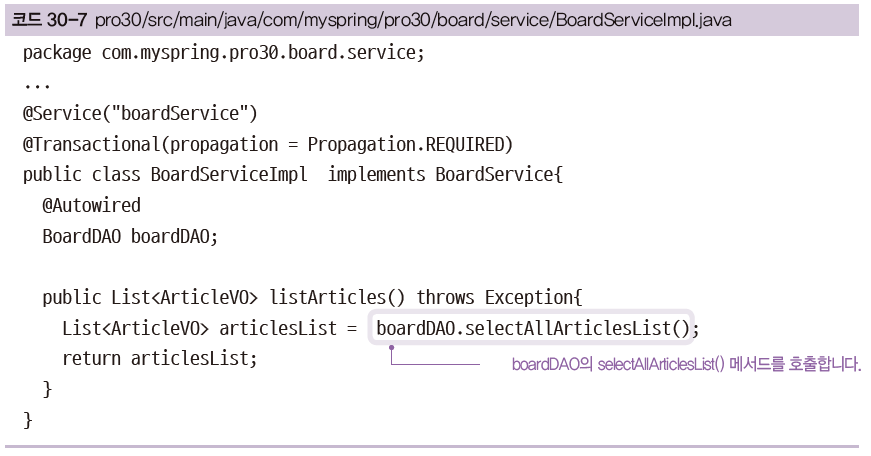 코드 30-7 pro30/src/main/java/com/myspring/pro30/board/service/BoardServiceImpl.java
package com.myspring.pro30.board.service;
...
@Service("boardService")
@Transactional(propagation = Propagation.REQUIRED)
public class BoardServiceImpl  implements BoardService{
  @Autowired
  BoardDAO boardDAO;

  public List<ArticleVO> listArticles() throws Exception{
    List<ArticleVO> articlesList =  boardDAO.selectAllArticlesList();
    return articlesList;
boardDAO의 selectAllArticlesList() 메서드를 호출합니다.
  }
}